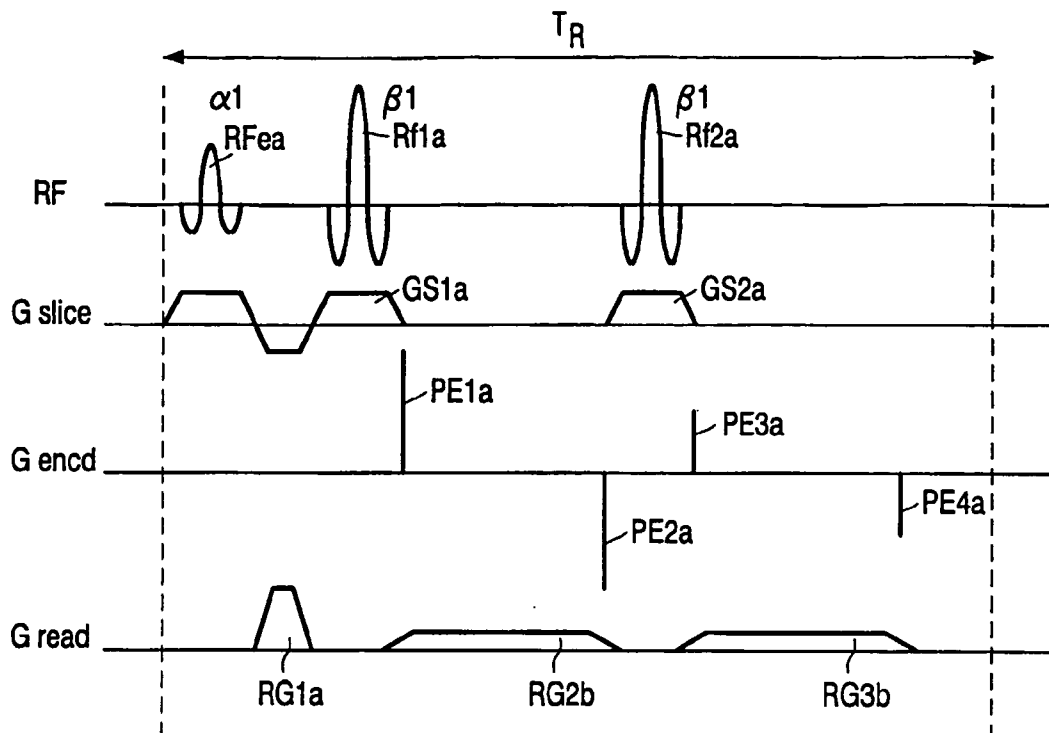 TR
α1
β1
β1
RFea
Rf1a
Rf2a
RF
GS1a
GS2a
G slice
PE1a
PE3a
G encd
PE4a
PE2a
G read
RG1a
RG2b
RG3b